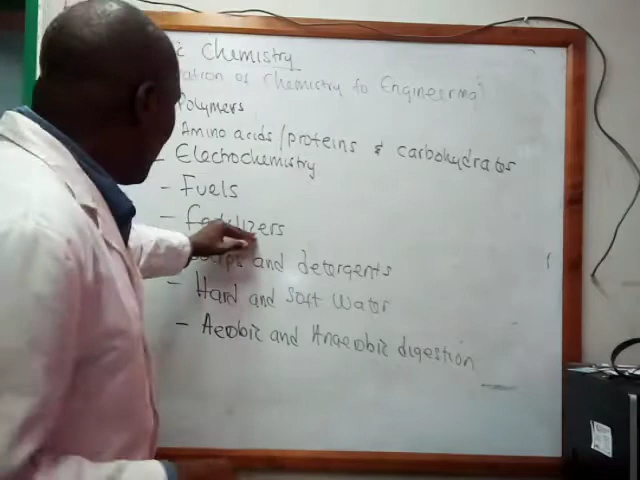 Chemistry
of Chemistry to Engineering
Polymers
Amino acids/proteins & carbohydrates
- Electrochemistry
- Fuels
- Fertilizers
and detergents
- Hard and Soft Water
- Aerobic and Anaerobic digestion